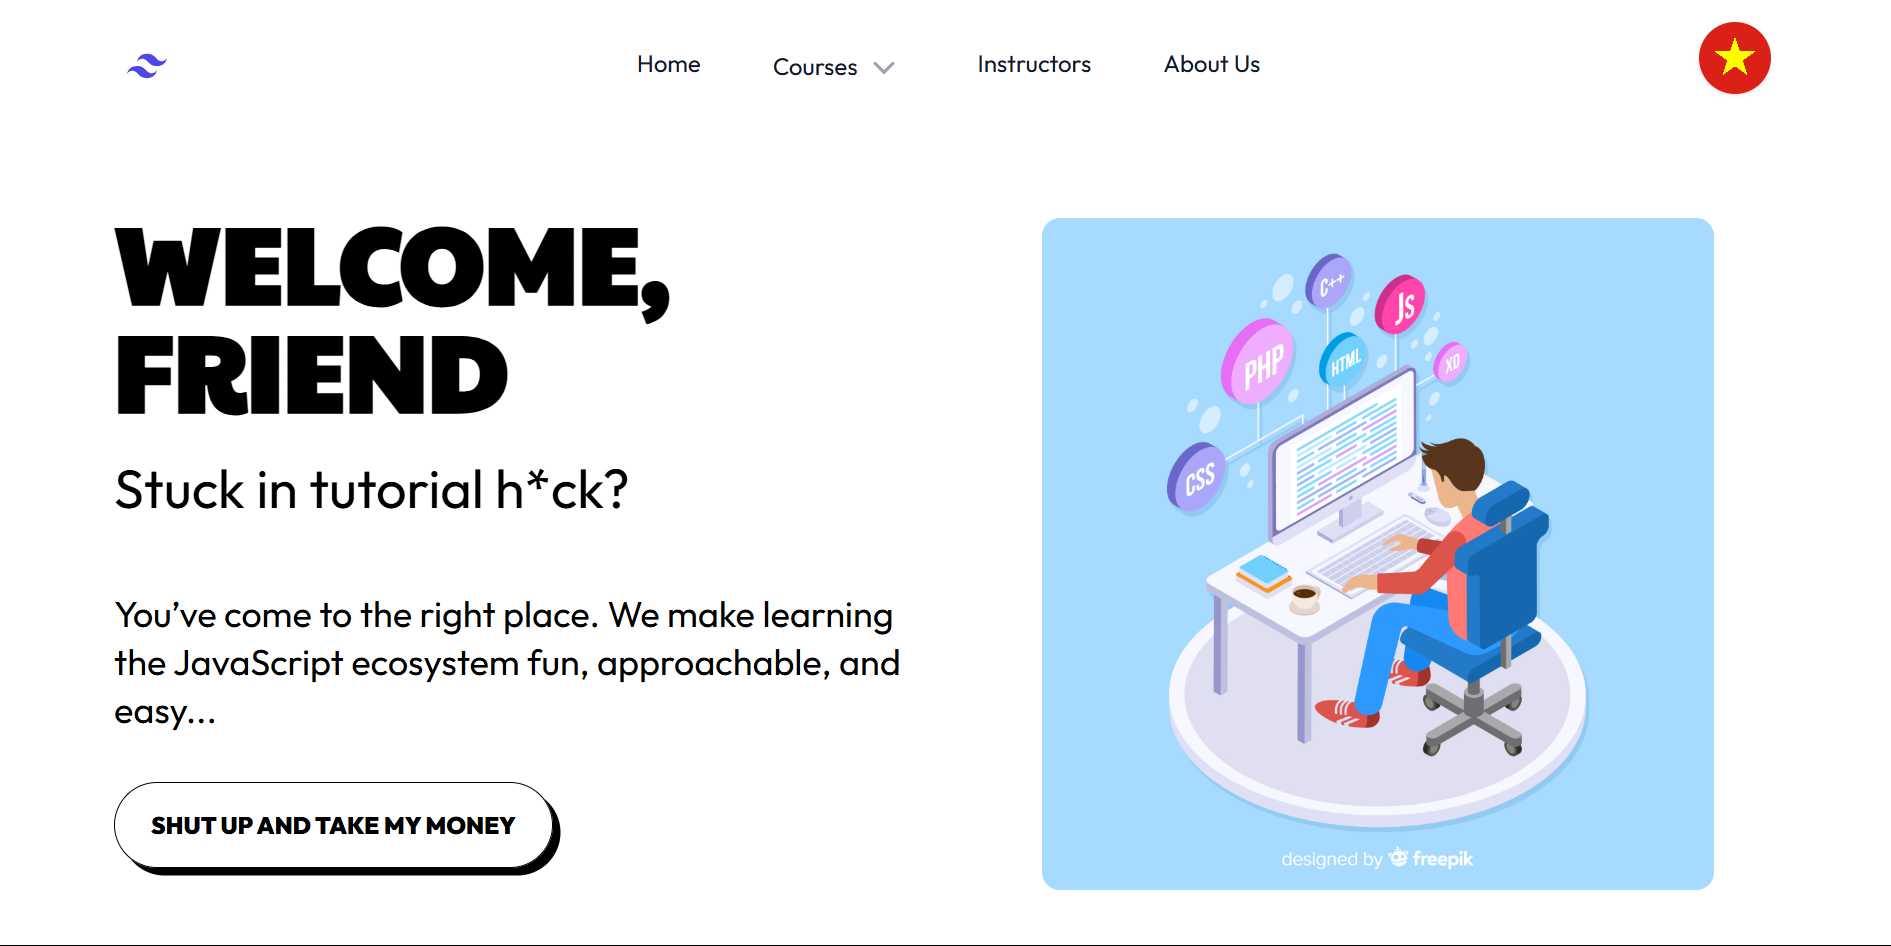 Home
Courses
Instructors
About Us
WELCOME,
FRIEND
Stuck in tutorial h*ck?
You’ve come to the right place. We make learning
the JavaScript ecosystem fun, approachable, and
easy...
SHUT UP AND TAKE MY MONEY
C++
JS
PHP
HTML
XD
CSS
designed by freepik